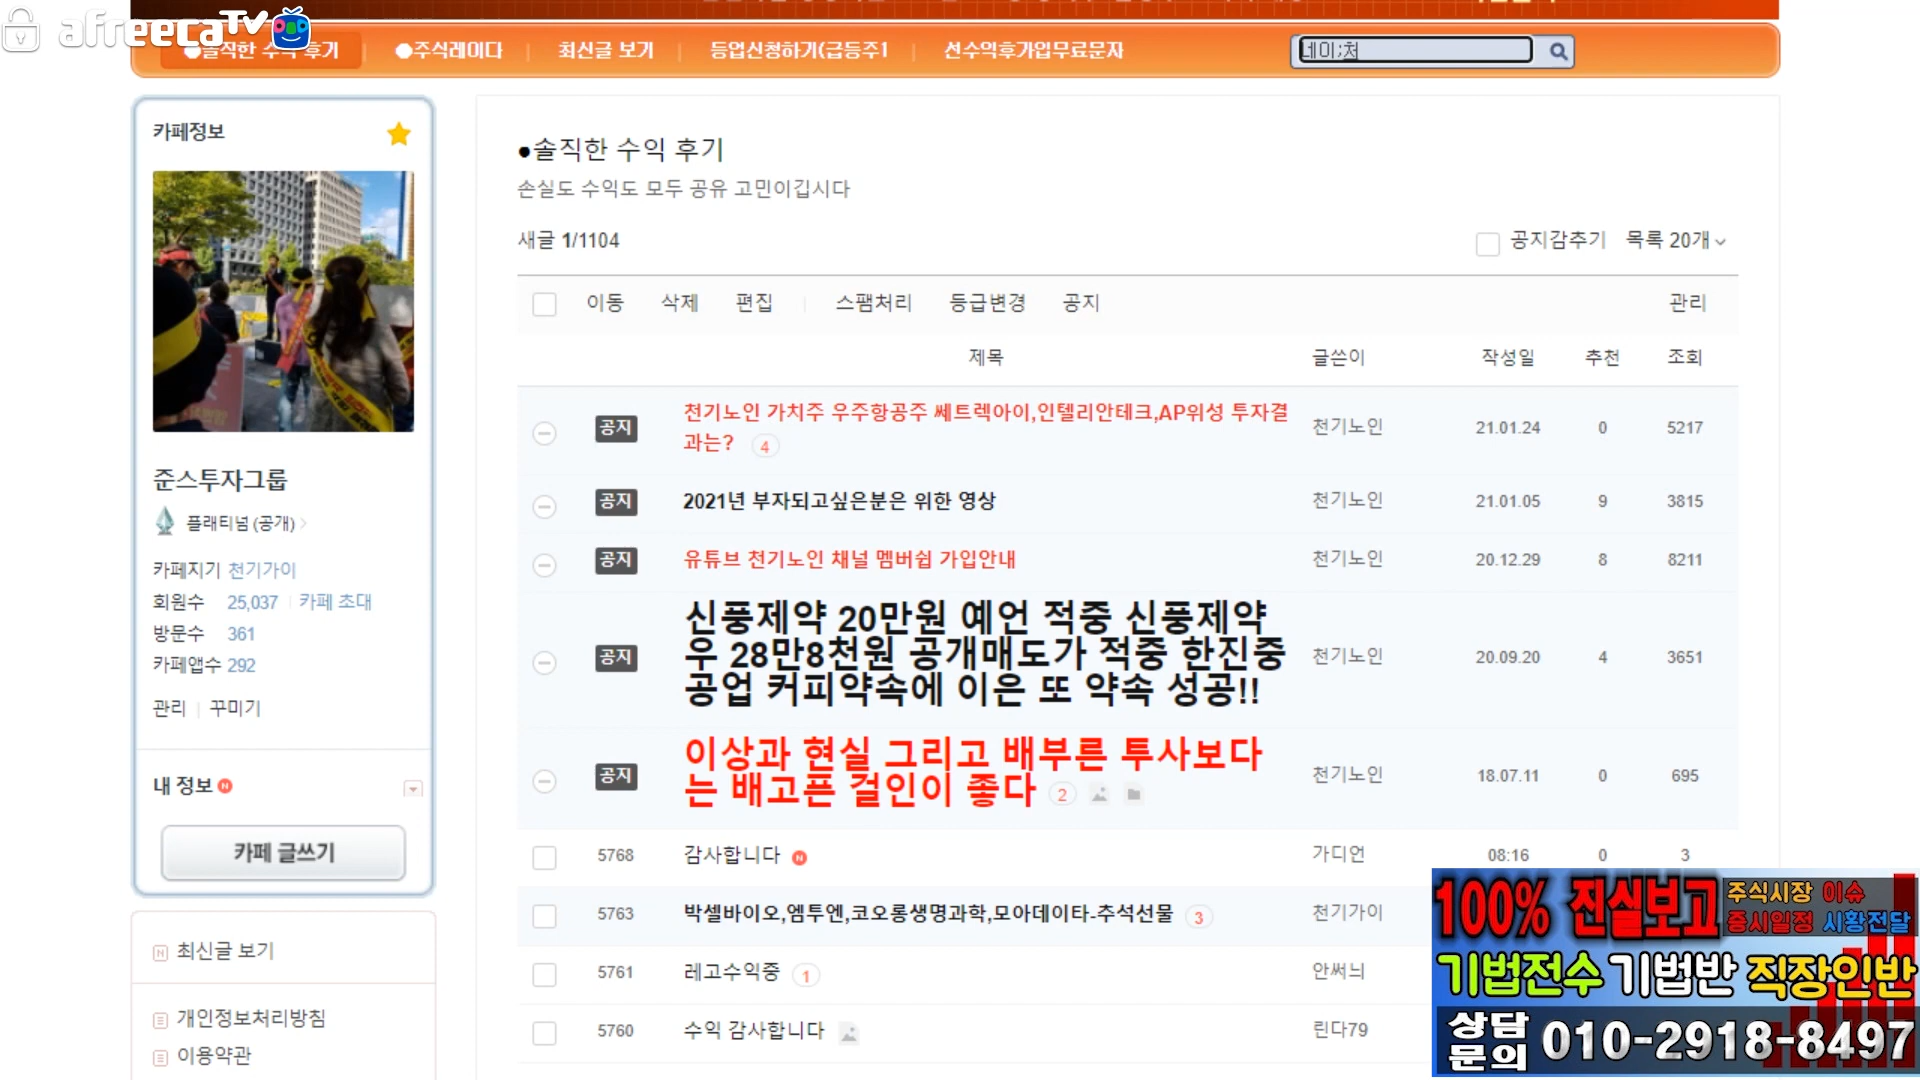 afreecaTV
●솔직한 수익 후기
●주식레이다
최신글 보기
등업신청하기(급등주1
선수익후가입무료문자
네이;처
카페정보
준스투자그룹
플래티넘 (공개)
카페지기 천기가이
회원수 25,037 카페 초대
방문수 361
카페앱수 292
관리 꾸미기
내 정보
카페 글쓰기
최신글 보기
개인정보처리방침
이용약관
●솔직한 수익 후기
손실도 수익도 모두 공유 고민이깁시다
새글 1/1104
공지감추기 목록 20개
이동 삭제 편집 스팸처리 등급변경 공지 관리
제목 글쓴이 작성일 추천 조회
공지 천기노인 가치주 우주항공주 쎄트렉아이,인텔리안테크,AP위성 투자결
과는? 4 천기노인 21.01.24 0 5217
공지 2021년 부자되고싶은분은 위한 영상 천기노인 21.01.05 9 3815
공지 유튜브 천기노인 채널 멤버쉽 가입안내 천기노인 20.12.29 8 8211
신풍제약 20만원 예언 적중 신풍제약
공지 우 28만8천원 공개매도가 적중 한진중 천기노인 20.09.20 4 3651
공업 커피약속에 이은 또 약속 성공!!
공지 이상과 현실 그리고 배부른 투사보다 천기노인 18.07.11 0 695
는 배고픈 걸인이 좋다 2
5768 감사합니다 가디언 08:16 0 3
5763 박셀바이오,엠투엔,코오롱생명과학,모아데이타-추석선물 3 천기가이
5761 레고수익중 1 안써늬
5760 수익 감사합니다 린다79
100% 진실보고 주식시장 이슈
증시일정 시황전달
기법전수 기법반 직장인반
상담
문의 010-2918-8497